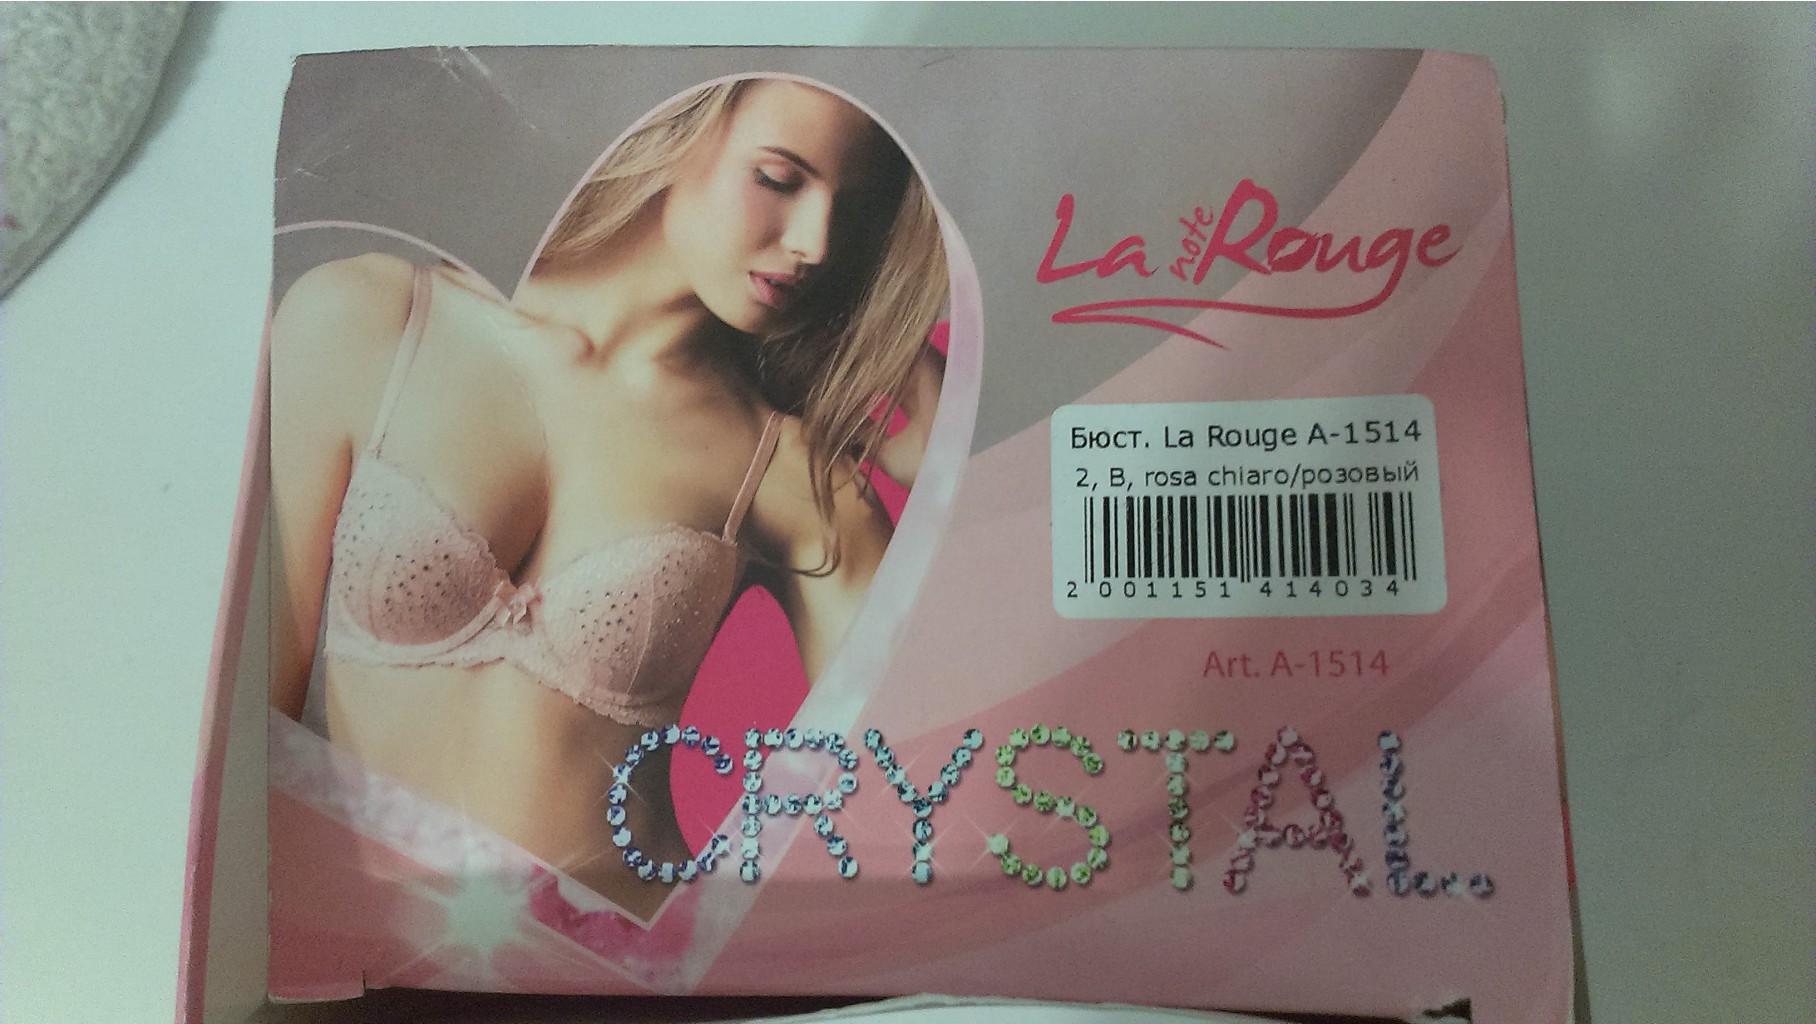 La note Rouge
Бюст. La Rouge A-1514
2, B, rosa chiaro/розовый
2 001151 414034
Art. A-1514
CRYSTAL